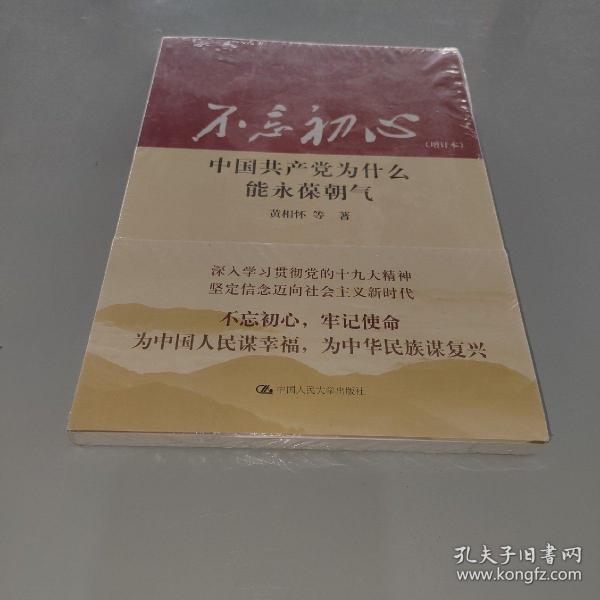 不忘初心
（增订本）
中国共产党为什么
能永葆朝气
黄相怀 等 著
深入学习贯彻党的十九大精神
坚定信念迈向社会主义新时代
不忘初心，牢记使命
为中国人民谋幸福，为中华民族谋复兴
中国人民大学出版社
孔夫子旧书网
www.kongfz.com